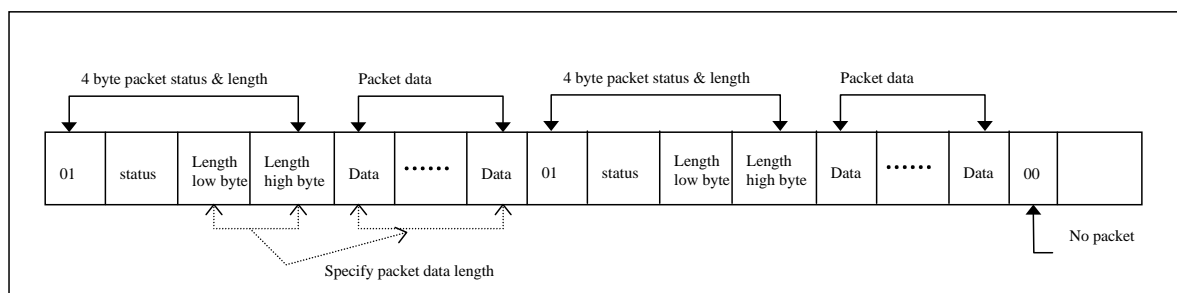 4 byte packet status & length
Packet data
4 byte packet status & length
Packet data
01
status
Length
low byte
Length
high byte
Data
······
Data
01
status
Length
low byte
Length
high byte
Data
······
Data
00
No packet
Specify packet data length